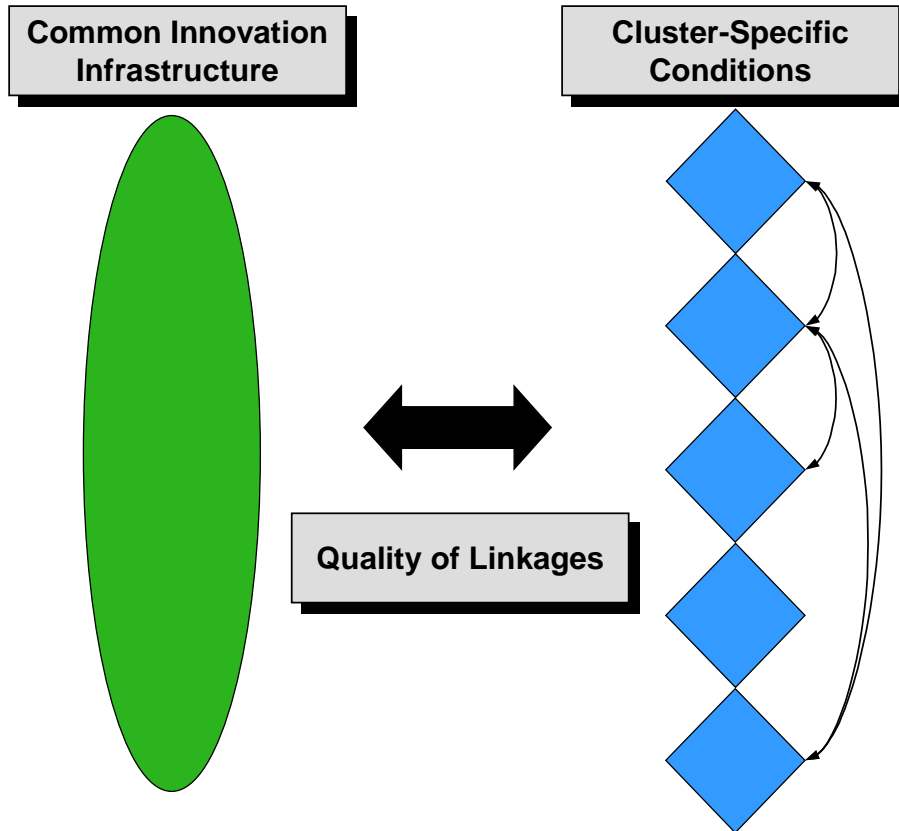 Common Innovation
Infrastructure
Cluster-Specific
Conditions
Quality of Linkages